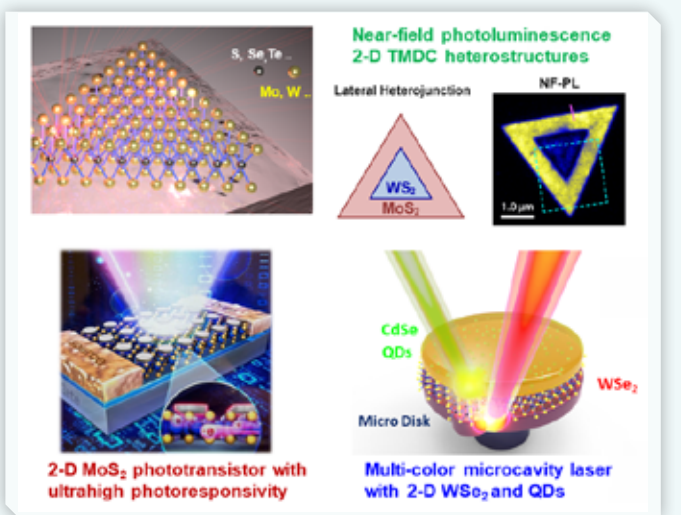 S, Se,Te ..
Mo, W ..
Near-field photoluminescence
2-D TMDC heterostructures
Lateral Heterojunction
NF-PL
WS₂
MoS₂
1.0 μm
CdSe
QDs
WSe₂
Micro Disk
2-D MoS₂ phototransistor with
ultrahigh photoresponsivity
Multi-color microcavity laser
with 2-D WSe₂ and QDs